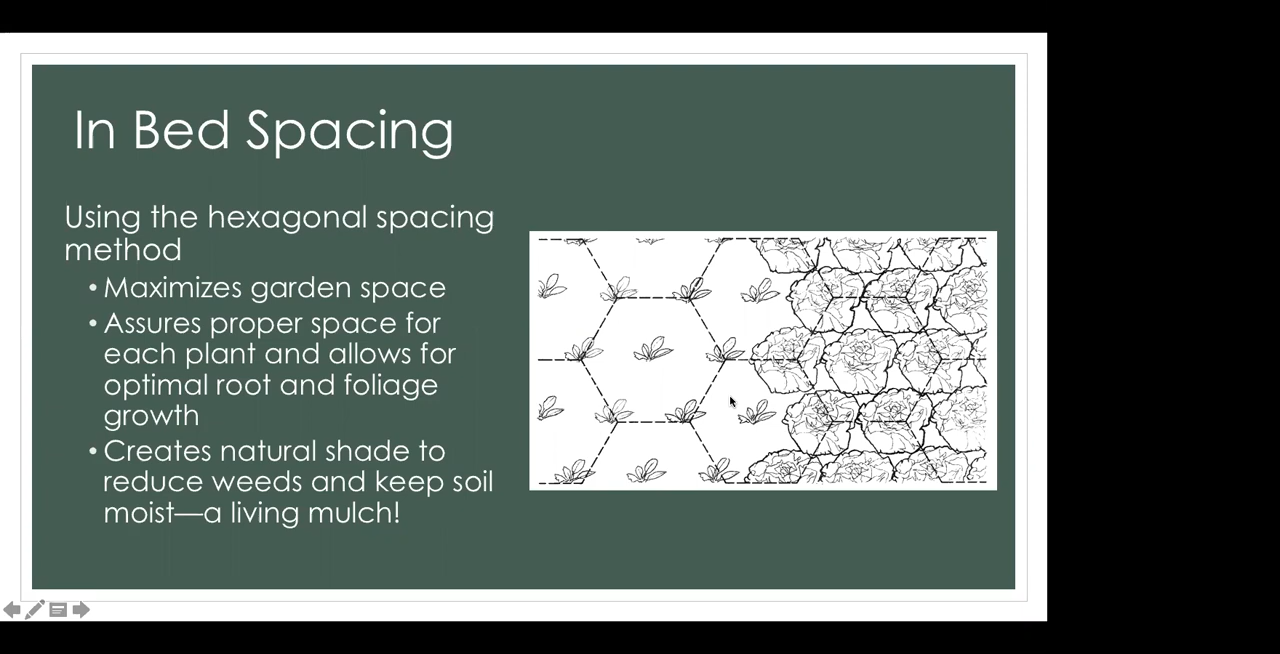 In Bed Spacing
Using the hexagonal spacing
method
• Maximizes garden space
• Assures proper space for
each plant and allows for
optimal root and foliage
growth
• Creates natural shade to
reduce weeds and keep soil
moist—a living mulch!